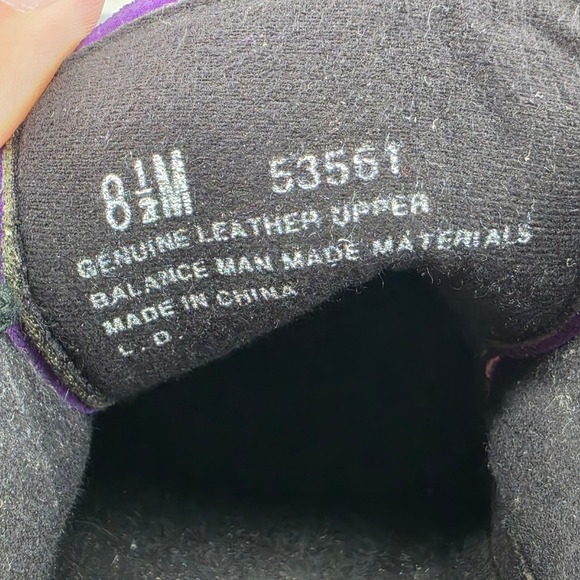 8½M 53561
GENUINE LEATHER UPPER
BALANCE MAN MADE MATERIALS
MADE IN CHINA
L.D.